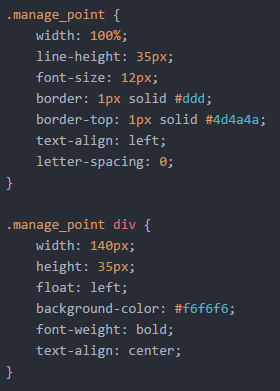 .manage_point {
    width: 100%;
    line-height: 35px;
    font-size: 12px;
    border: 1px solid #ddd;
    border-top: 1px solid #4d4a4a;
    text-align: left;
    letter-spacing: 0;
}

.manage_point div {
    width: 140px;
    height: 35px;
    float: left;
    background-color: #f6f6f6;
    font-weight: bold;
    text-align: center;
}